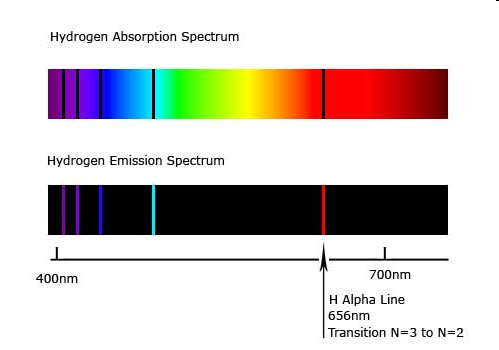 Hydrogen Absorption Spectrum
Hydrogen Emission Spectrum
400nm
700nm
H Alpha Line
656nm
Transition N=3 to N=2